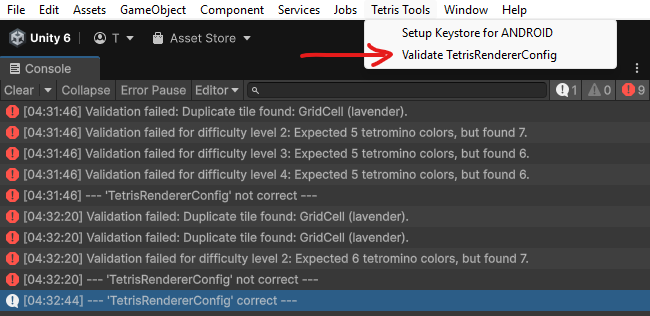 File Edit Assets GameObject Component Services Jobs Tetris Tools Window Help
Setup Keystore for ANDROID
Unity 6 T Asset Store
Validate TetrisRendererConfig
Console
Clear Collapse Error Pause Editor 1 0 9
[04:31:46] Validation failed: Duplicate tile found: GridCell (lavender).
[04:31:46] Validation failed for difficulty level 2: Expected 5 tetromino colors, but found 7.
[04:31:46] Validation failed for difficulty level 3: Expected 5 tetromino colors, but found 6.
[04:31:46] Validation failed for difficulty level 4: Expected 5 tetromino colors, but found 6.
[04:31:46] --- 'TetrisRendererConfig' not correct ---
[04:32:20] Validation failed: Duplicate tile found: GridCell (lavender).
[04:32:20] Validation failed: Duplicate tile found: GridCell (lavender).
[04:32:20] Validation failed for difficulty level 2: Expected 6 tetromino colors, but found 7.
[04:32:20] --- 'TetrisRendererConfig' not correct ---
[04:32:44] --- 'TetrisRendererConfig' correct ---